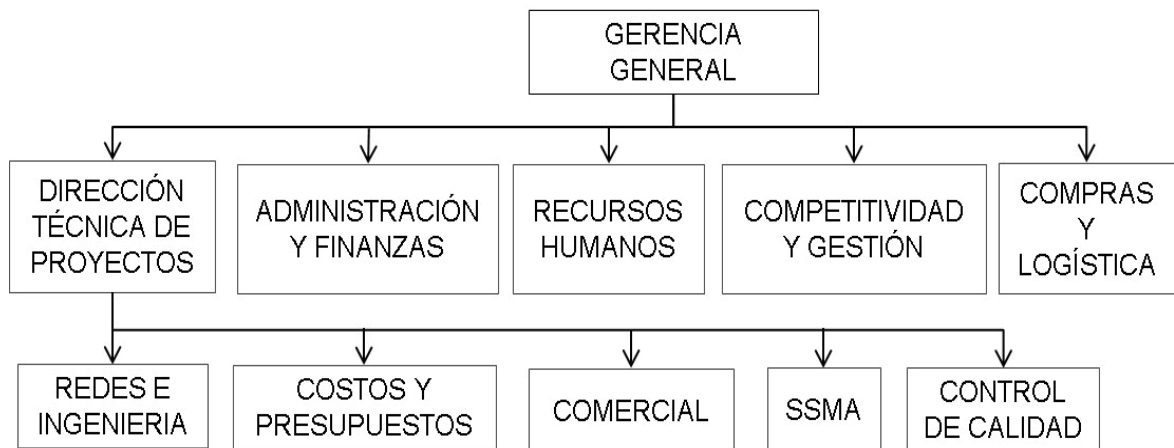 GERENCIA
GENERAL
DIRECCIÓN
TÉCNICA DE
PROYECTOS
ADMINISTRACIÓN
Y FINANZAS
RECURSOS
HUMANOS
COMPETITIVIDAD
Y GESTIÓN
COMPRAS
Y
LOGÍSTICA
REDES E
INGENIERIA
COSTOS Y
PRESUPUESTOS
COMERCIAL
SSMA
CONTROL
DE CALIDAD